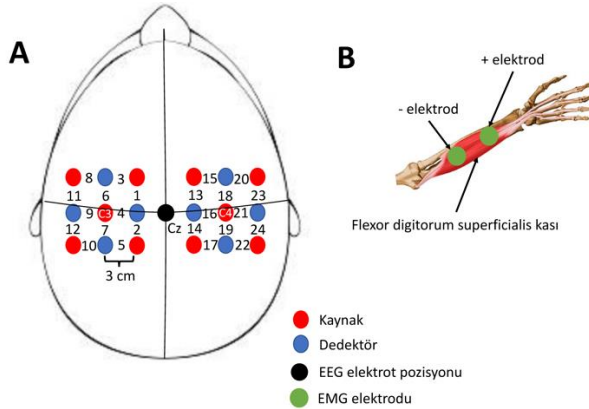 A
B
+ elektrod
- elektrod
Flexor digitorum superficialis kası
8 3 15 20
11 6 1 13 18 23
9 C3 4 16 C4 21
12 7 2 Cz 14 19 24
10 5 17 22
3 cm
Kaynak
Dedektör
EEG elektrot pozisyonu
EMG elektrodu